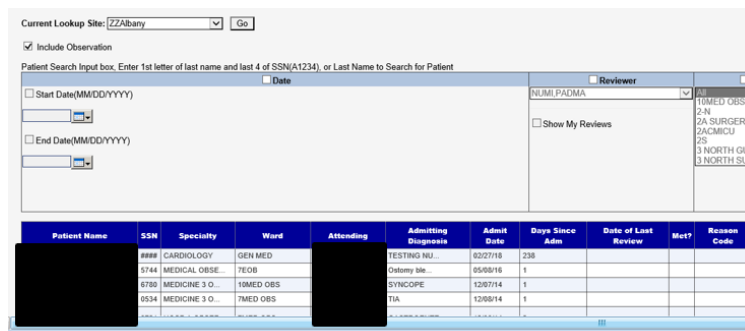 Current Lookup Site: ZZAlbany Go
Include Observation
Patient Search Input box, Enter 1st letter of last name and last 4 of SSN(A1234), or Last Name to Search for Patient
Date Reviewer
Start Date(MM/DD/YYYY) NUMI,PADMA All
10MED OBS
2-N
Show My Reviews 2A SURGER
2ACMICU
End Date(MM/DD/YYYY) 2S
3 NORTH GU
3 NORTH SU
Patient Name SSN Specialty Ward Attending Admitting Diagnosis Admit Date Days Since Adm Date of Last Review Met? Reason Code
#### CARDIOLOGY GEN MED TESTING NU... 02/27/18 238
5744 MEDICAL OBSE... 7EOB Ostomy ble... 05/08/16 1
6780 MEDICINE 3 O... 10MED OBS SYNCOPE 12/07/14 1
0534 MEDICINE 3 O... 7MED OBS TIA 12/08/14 1